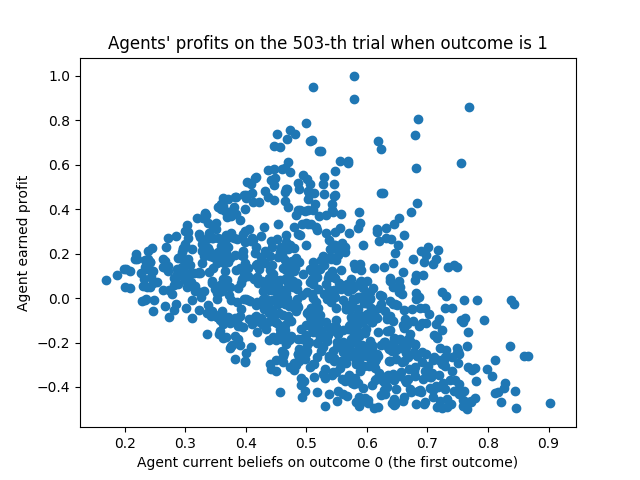 Agents' profits on the 503-th trial when outcome is 1
1.0
0.8
0.6
0.4
0.2
0.0
−0.2
−0.4
Agent earned profit
0.2 0.3 0.4 0.5 0.6 0.7 0.8 0.9
Agent current beliefs on outcome 0 (the first outcome)